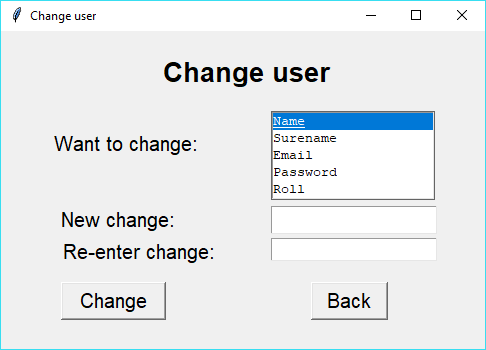 Change user
Change user
Want to change:
Name
Surename
Email
Password
Roll
New change:
Re-enter change:
Change
Back